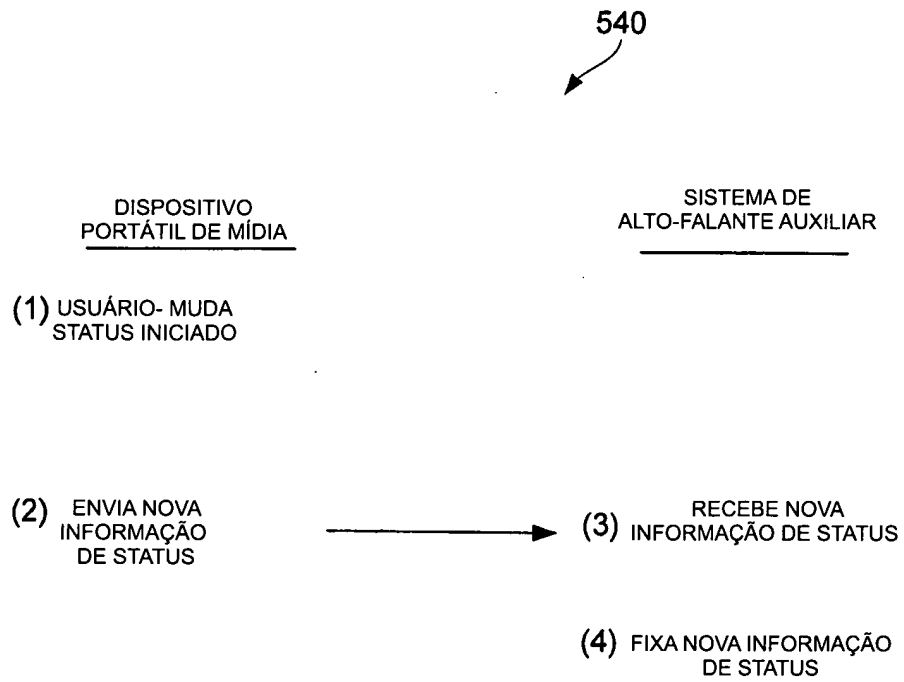 540
DISPOSITIVO
PORTÁTIL DE MÍDIA
SISTEMA DE
ALTO-FALANTE AUXILIAR
(1) USUÁRIO- MUDA
STATUS INICIADO
(2) ENVIA NOVA
INFORMAÇÃO
DE STATUS
(3) RECEBE NOVA
INFORMAÇÃO DE STATUS
(4) FIXA NOVA INFORMAÇÃO
DE STATUS